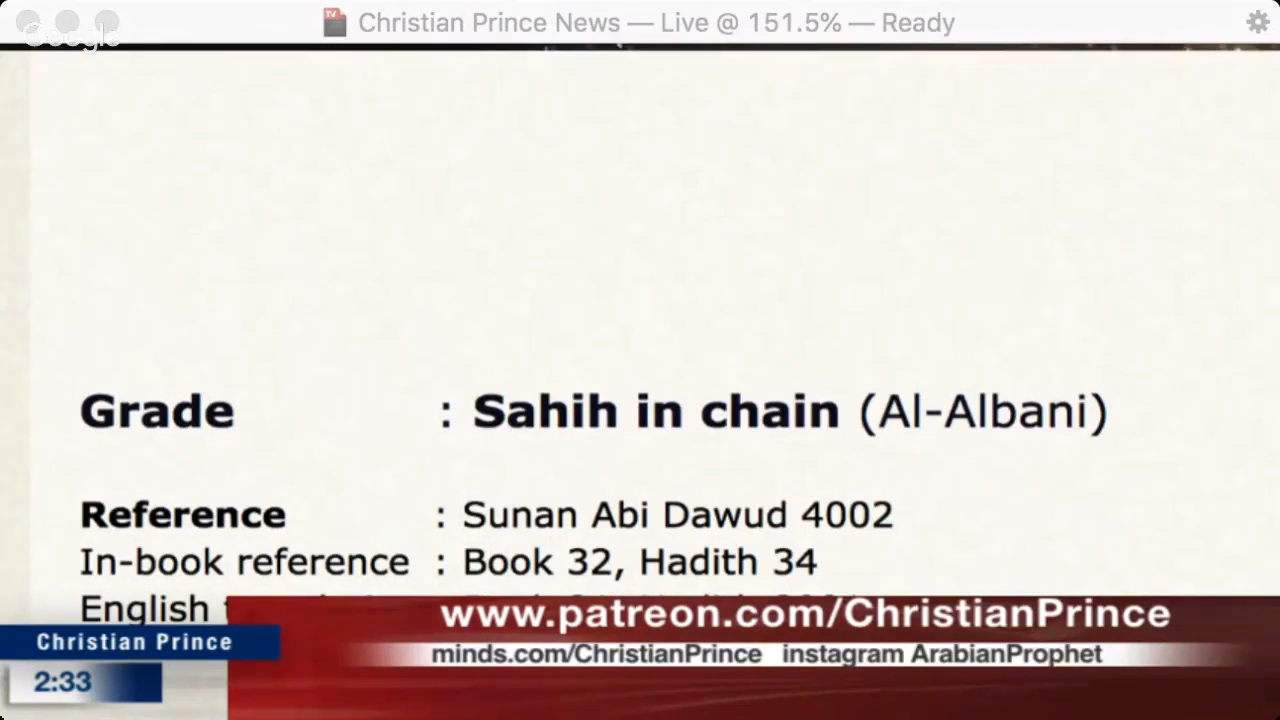 Christian Prince News — Live @ 151.5% — Ready
Google
Grade : Sahih in chain (Al-Albani)
Reference : Sunan Abi Dawud 4002
In-book reference : Book 32, Hadith 34
English
www.patreon.com/ChristianPrince
Christian Prince
minds.com/ChristianPrince instagram ArabianProphet
2:33